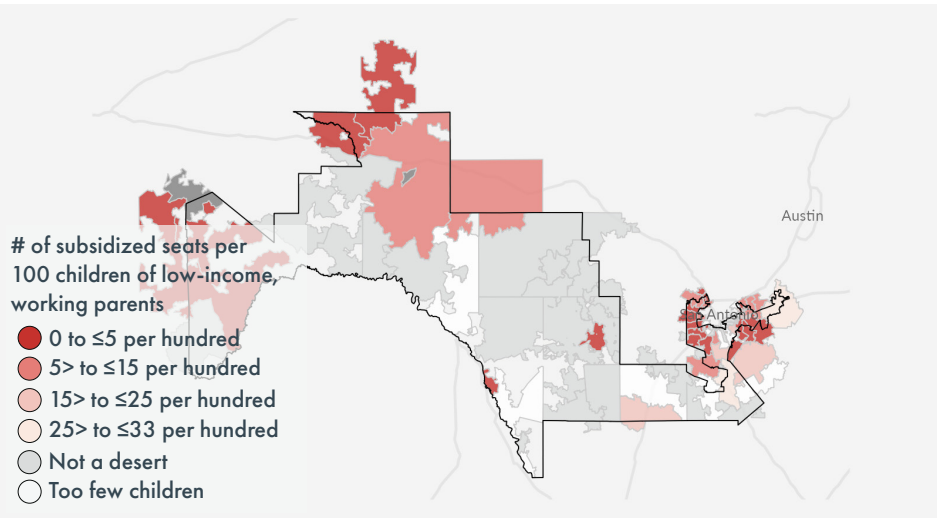 Austin
San Antonio
# of subsidized seats per
100 children of low-income,
working parents
0 to ≤5 per hundred
5> to ≤15 per hundred
15> to ≤25 per hundred
25> to ≤33 per hundred
Not a desert
Too few children